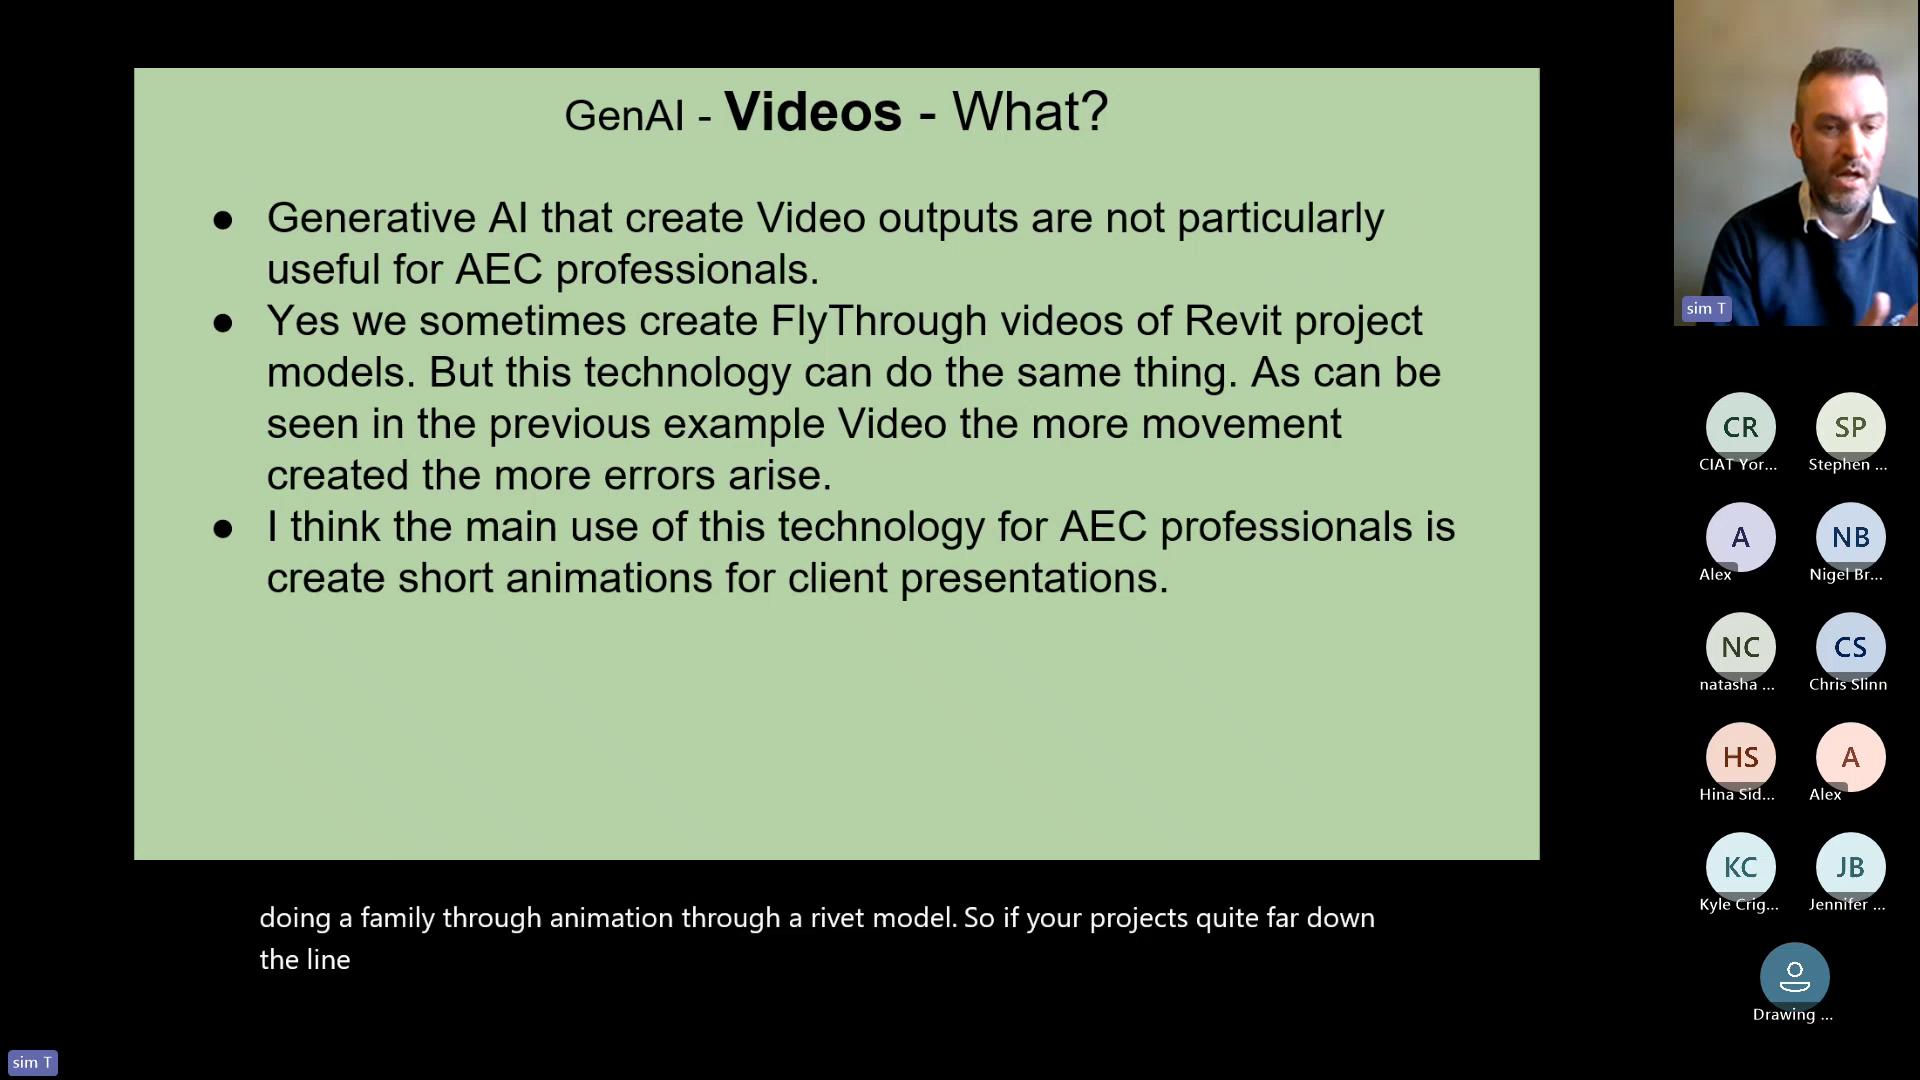 GenAI - Videos - What?
● Generative AI that create Video outputs are not particularly
useful for AEC professionals.
● Yes we sometimes create FlyThrough videos of Revit project
models. But this technology can do the same thing. As can be
seen in the previous example Video the more movement
created the more errors arise.
● I think the main use of this technology for AEC professionals is
create short animations for client presentations.
doing a family through animation through a rivet model. So if your projects quite far down
the line
sim T
sim T
CR
SP
CIAT Yor...
Stephen ...
A
NB
Alex
Nigel Br...
NC
CS
natasha ...
Chris Slinn
HS
A
Hina Sid...
Alex
KC
JB
Kyle Crig...
Jennifer ...
Drawing ...